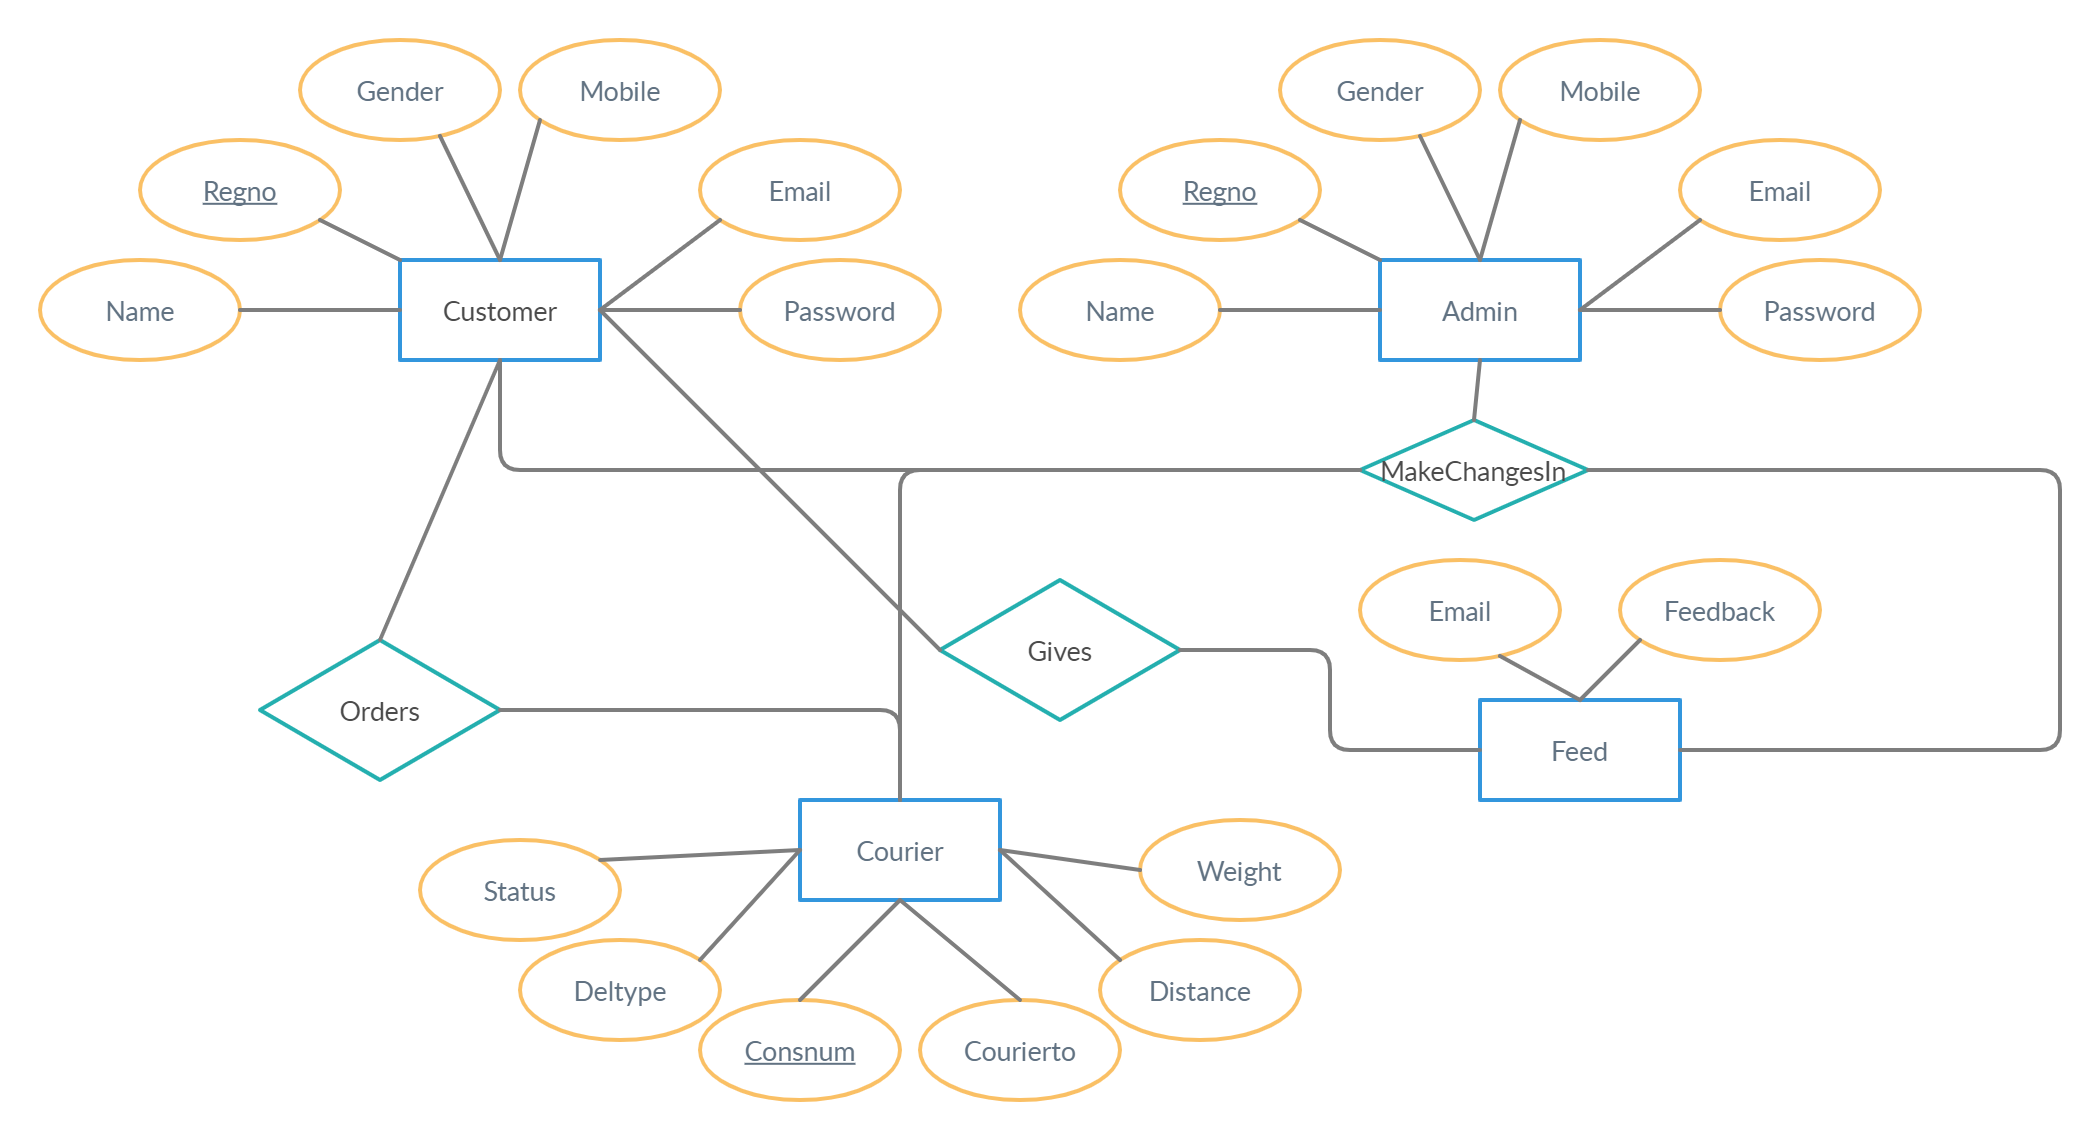 Gender
Mobile
Gender
Mobile
Regno
Email
Regno
Email
Name
Customer
Password
Name
Admin
Password
MakeChangesIn
Email
Feedback
Gives
Orders
Feed
Courier
Weight
Status
Deltype
Distance
Consnum
Courierto